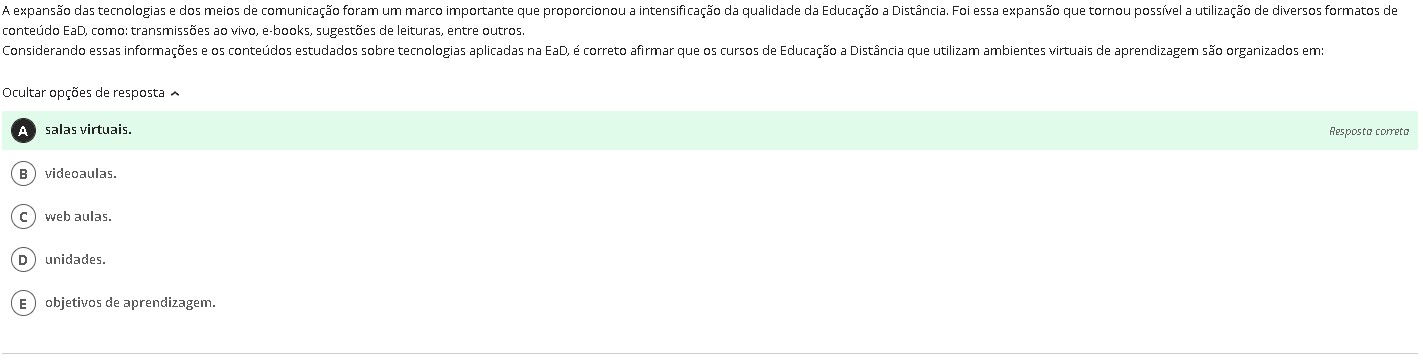 A expansão das tecnologias e dos meios de comunicação foram um marco importante que proporcionou a intensificação da qualidade da Educação a Distância. Foi essa expansão que tornou possível a utilização de diversos formatos de
conteúdo EaD, como: transmissões ao vivo, e-books, sugestões de leituras, entre outros.
Considerando essas informações e os conteúdos estudados sobre tecnologias aplicadas na EaD, é correto afirmar que os cursos de Educação a Distância que utilizam ambientes virtuais de aprendizagem são organizados em:
Ocultar opções de resposta
A salas virtuais. Resposta correta
B videoaulas.
C web aulas.
D unidades.
E objetivos de aprendizagem.